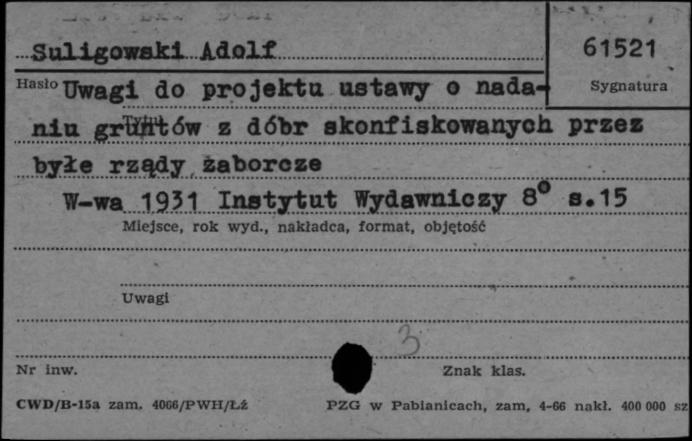 Suligowski Adolf
61521
Hasło
Sygnatura
Uwagi do projektu ustawy o nada-
niu gruntów z dóbr skonfiskowanych przez
Tytuł
byłe rządy zaborcze
W-wa 1931 Instytut Wydawniczy 8° s.15
Miejsce, rok wyd., nakładca, format, objętość
Uwagi
3
Nr inw.
Znak klas.
CWD/B-15a zam. 4066/PWH/Łź
PZG w Pabianicach, zam, 4-66 nakł. 400 000 sz